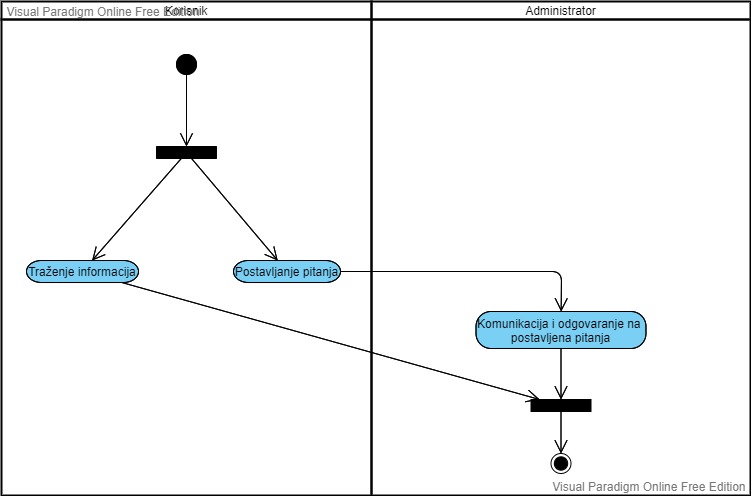 Visual Paradigm Online Free Edition
Korisnik
Administrator
Traženje informacija
Postavljanje pitanja
Komunikacija i odgovaranje na
postavljena pitanja
Visual Paradigm Online Free Edition